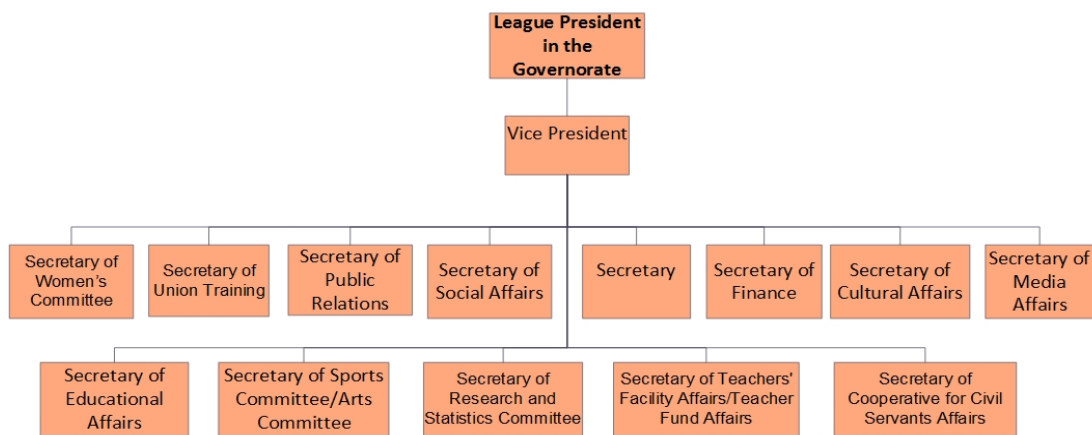 League President
in the
Governorate
Vice President
Secretary of
Women's
Committee
Secretary of
Union Training
Secretary of
Public
Relations
Secretary of
Social Affairs
Secretary
Secretary of
Finance
Secretary of
Cultural Affairs
Secretary of
Media
Affairs
Secretary of
Educational
Affairs
Secretary of Sports
Committee/Arts
Committee
Secretary of
Research and
Statistics Committee
Secretary of Teachers'
Facility Affairs/Teacher
Fund Affairs
Secretary of
Cooperative for Civil
Servants Affairs